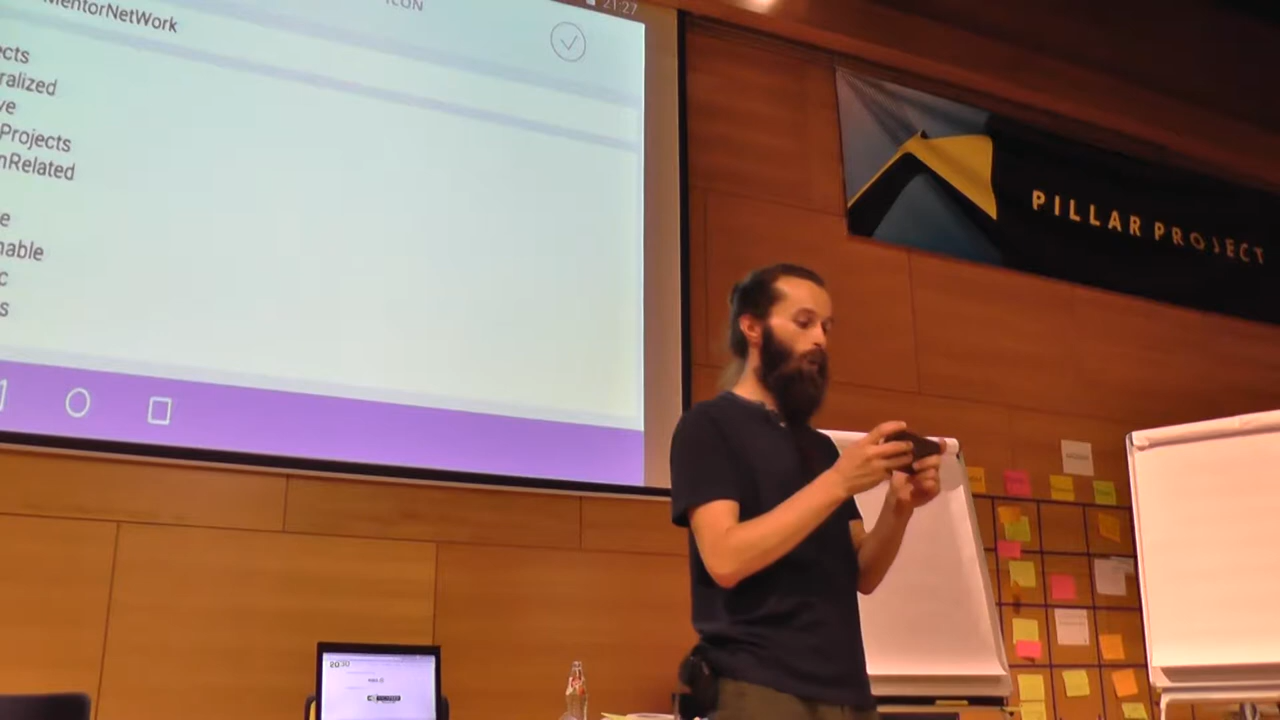 ICON
21:27
MentorNetWork
ects
ralized
ve
Projects
nRelated
e
nable
c
s
PILLAR PROJECT